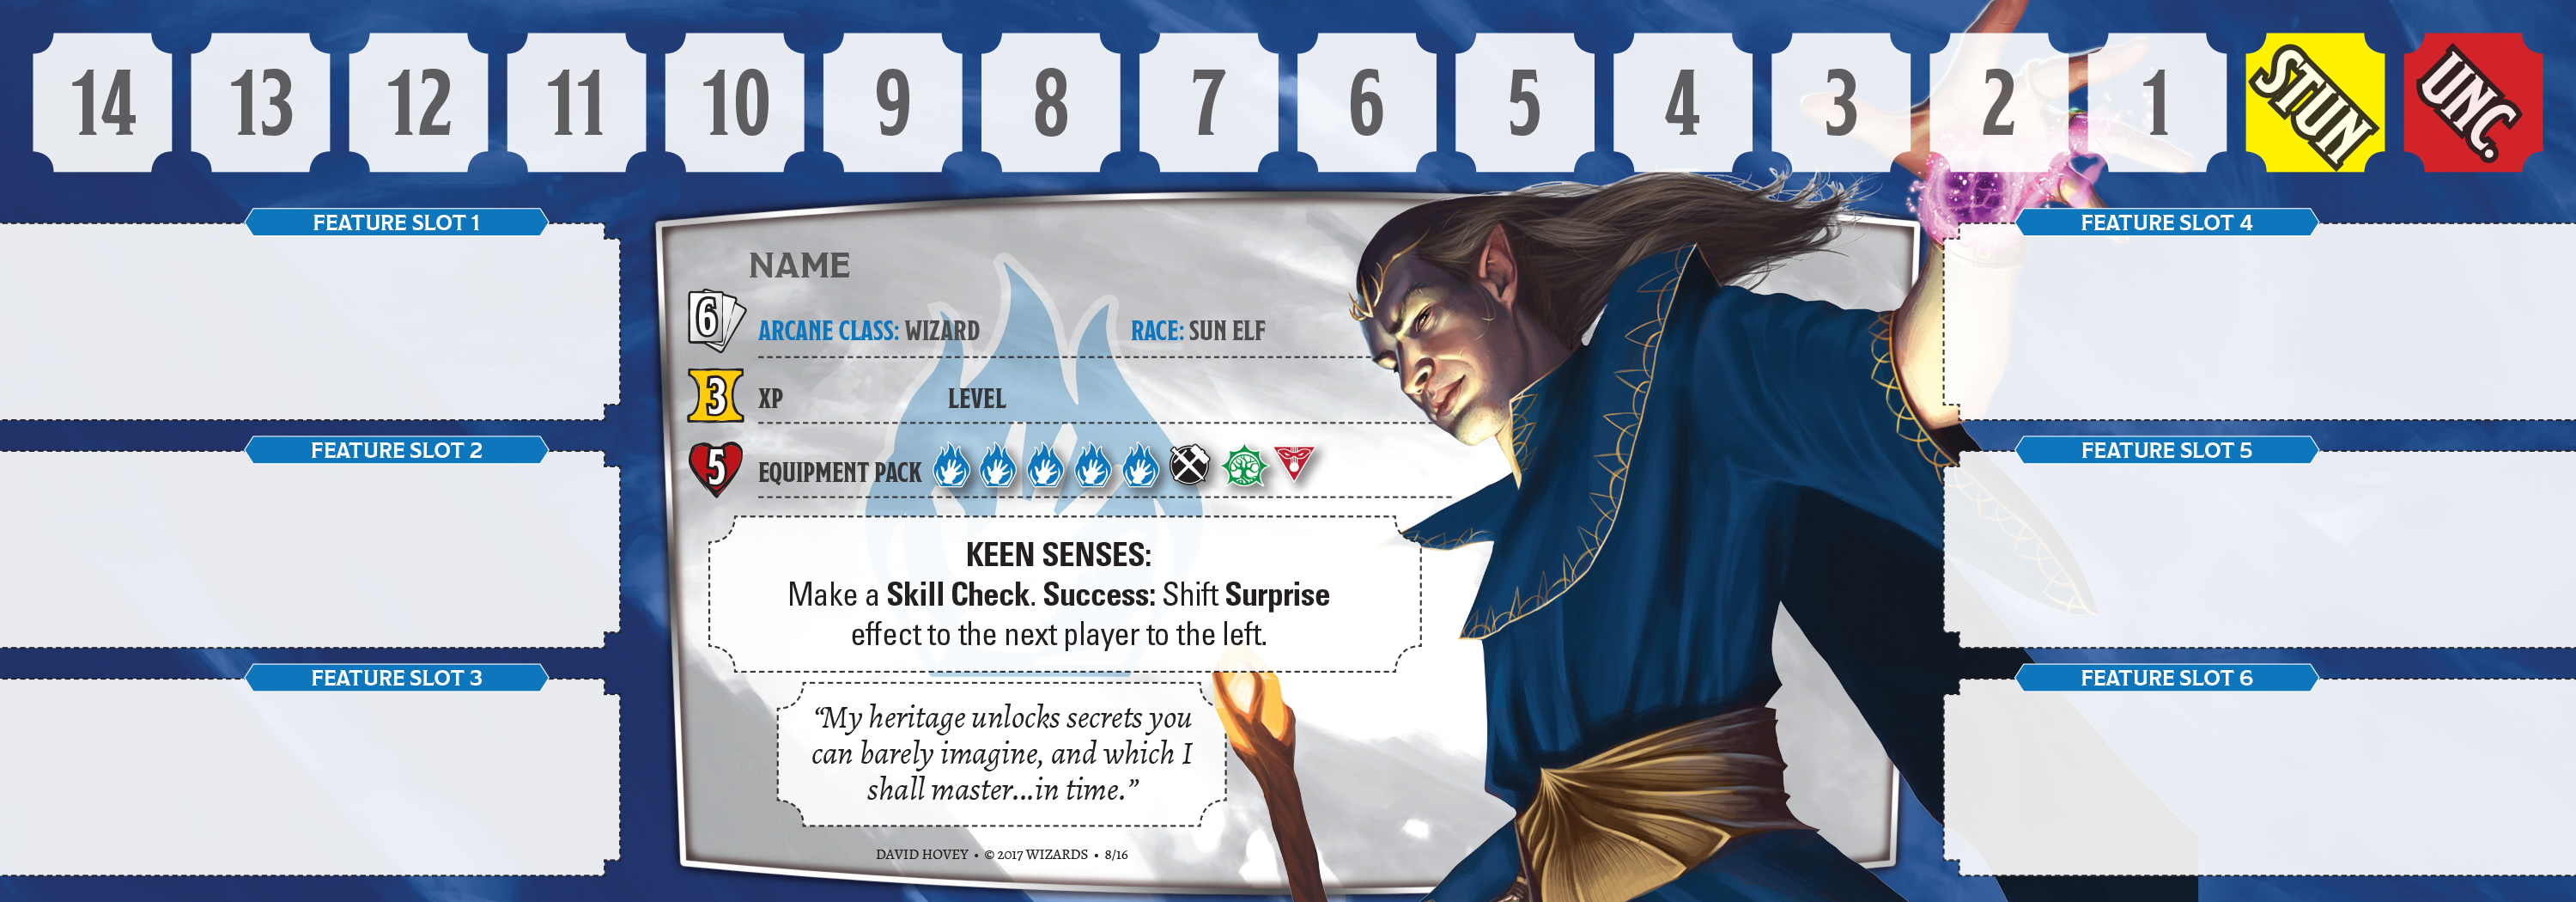 14 13 12 11 10 9 8 7 6 5 4 3 2 1 STUN UNC.
FEATURE SLOT 1
FEATURE SLOT 2
FEATURE SLOT 3
NAME
6 ARCANE CLASS: WIZARD RACE: SUN ELF
3 XP LEVEL
5 EQUIPMENT PACK
KEEN SENSES:
Make a Skill Check. Success: Shift Surprise
effect to the next player to the left.
“My heritage unlocks secrets you
can barely imagine, and which I
shall master...in time.”
DAVID HOVEY • © 2017 WIZARDS • 8/16
FEATURE SLOT 4
FEATURE SLOT 5
FEATURE SLOT 6